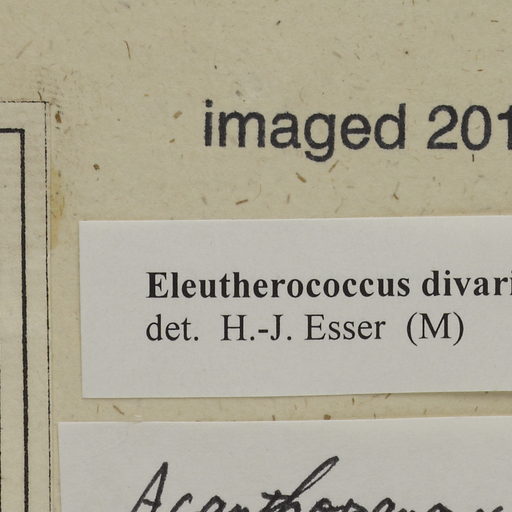 imaged 201
Eleutherococcus divari
det. H.-J. Esser (M)